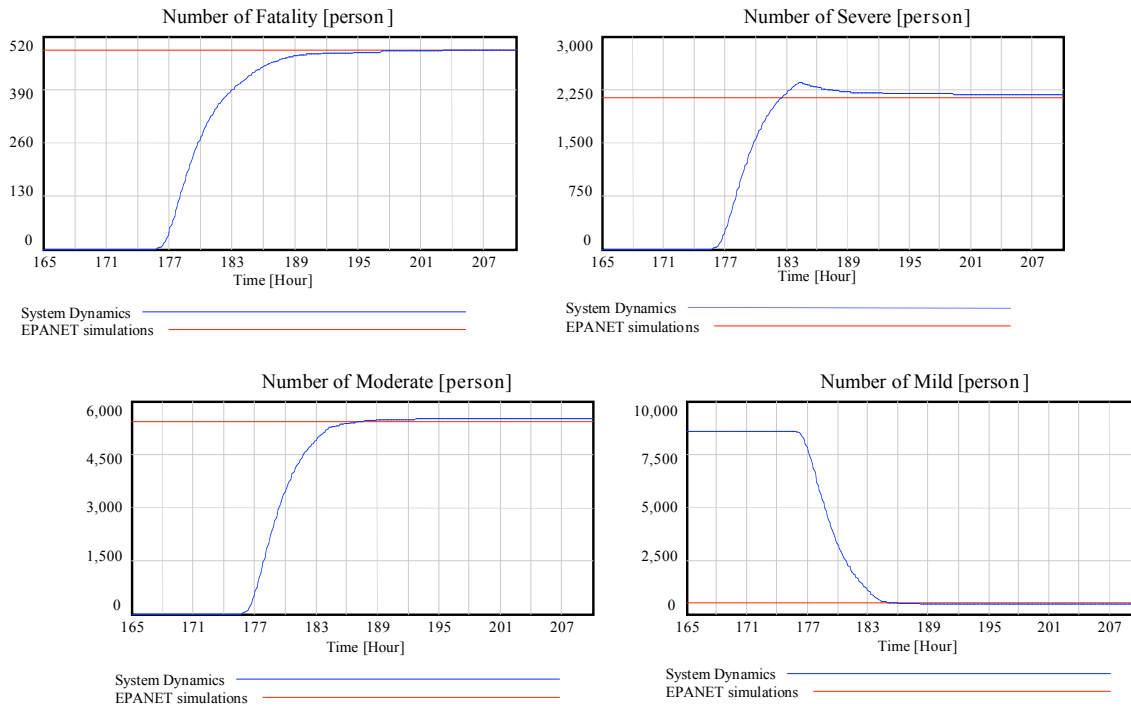 Number of Fatality [person]
520
390
260
130
0
165 171 177 183 189 195 201 207
Time [Hour]
System Dynamics
EPANET simulations
Number of Severe [person]
3,000
2,250
1,500
750
0
165 171 177 183 189 195 201 207
Time [Hour]
System Dynamics
EPANET simulations
Number of Moderate [person]
6,000
4,500
3,000
1,500
0
165 171 177 183 189 195 201 207
Time [Hour]
System Dynamics
EPANET simulations
Number of Mild [person]
10,000
7,500
5,000
2,500
0
165 171 177 183 189 195 201 207
Time [Hour]
System Dynamics
EPANET simulations